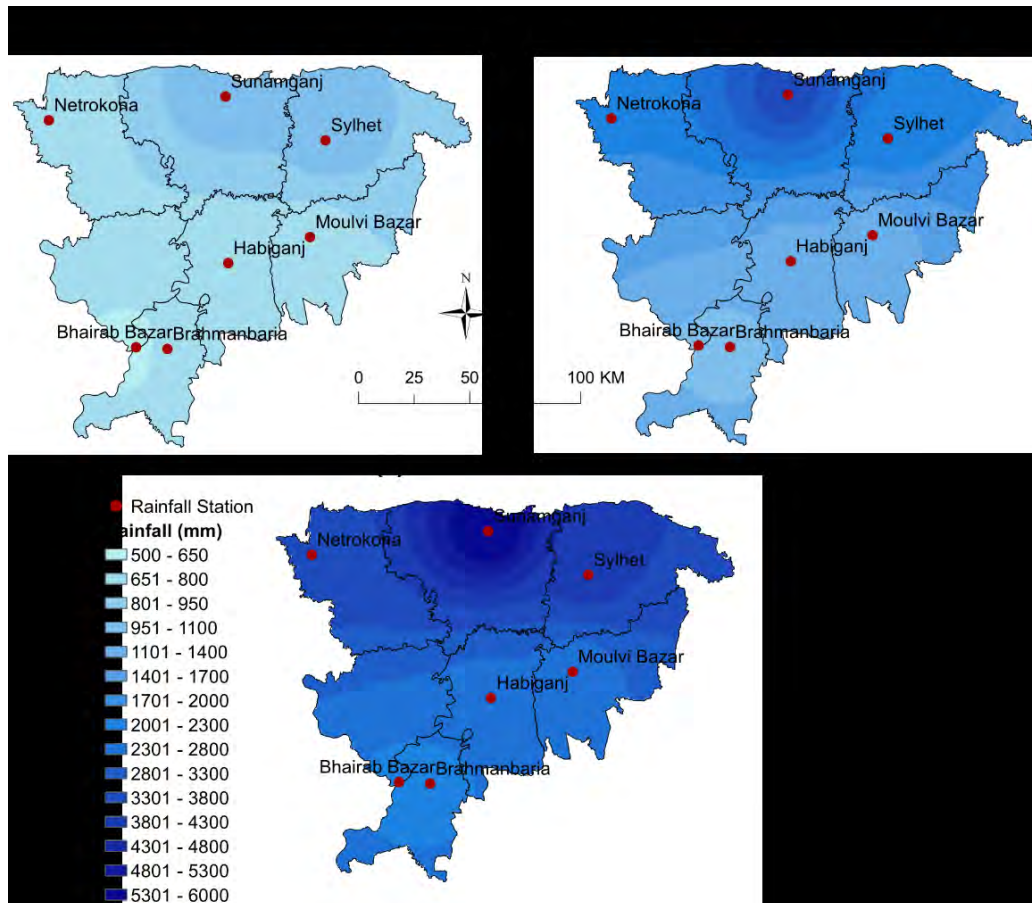 Sunamganj
Netrokona
Sylhet
Moulvi Bazar
Habiganj
N
Bhairab Bazar Brahmanbaria
0 25 50
Sunamganj
Netrokona
Sylhet
Moulvi Bazar
Habiganj
Bhairab Bazar Brahmanbaria
100 KM
Rainfall Station
ainfall (mm)
500 - 650
651 - 800
801 - 950
951 - 1100
1101 - 1400
1401 - 1700
1701 - 2000
2001 - 2300
2301 - 2800
2801 - 3300
3301 - 3800
3801 - 4300
4301 - 4800
4801 - 5300
5301 - 6000
Sunamganj
Netrokona
Sylhet
Moulvi Bazar
Habiganj
Bhairab Bazar Brahmanbaria